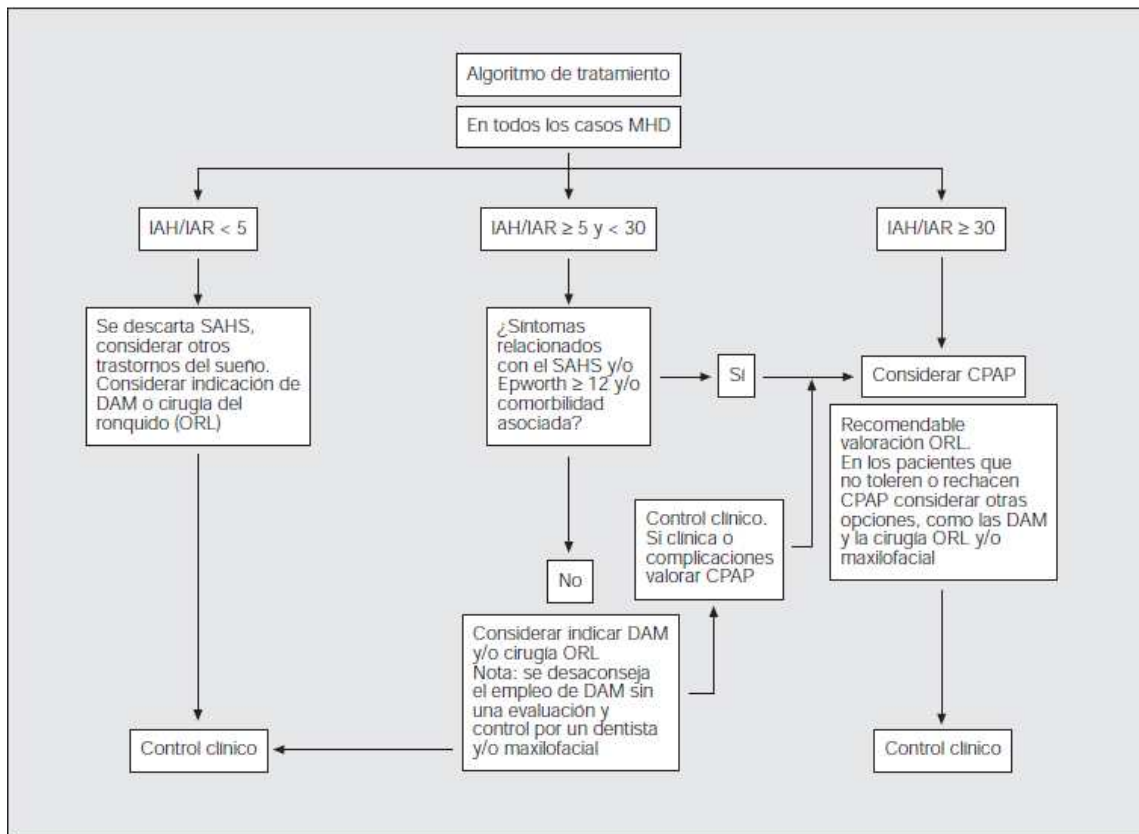 Algoritmo de tratamiento
En todos los casos MHD
IAH/IAR < 5
IAH/IAR ≥ 5 y < 30
IAH/IAR ≥ 30
Se descarta SAHS,
considerar otros
trastornos del sueño.
Considerar indicación de
DAM o cirugía del
ronquido (ORL)
¿Síntomas
relacionados
con el SAHS y/o
Epworth ≥ 12 y/o
comorbilidad
asociada?
Sí
Considerar CPAP
Recomendable
valoración ORL.
En los pacientes que
no toleren o rechacen
CPAP considerar otras
opciones, como las DAM
y la cirugía ORL y/o
maxilofacial
Control clínico.
Si clínica o
complicaciones
valorar CPAP
No
Considerar indicar DAM
y/o cirugía ORL
Nota: se desaconseja
el empleo de DAM sin
una evaluación y
control por un dentista
y/o maxilofacial
Control clínico
Control clínico